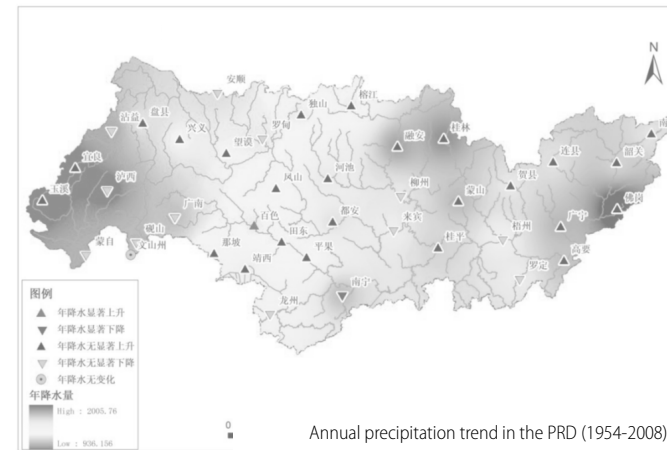 N
安顺
榕江
独山
盘县
沾益
兴义
罗甸
望谟
融安
桂林
南
连县
韶关
宜良
泸西
玉溪
凤山
河池
柳州
贺县
蒙山
佛岗
广南
百色
都安
来宾
广宁
砚山
文山州
蒙自
田东
那坡
平果
靖西
桂平
梧州
高要
罗定
南宁
龙州
图例
年降水显著上升
年降水显著下降
年降水无显著上升
年降水无显著下降
年降水无变化
年降水量
High : 2005.76
Low : 836.156
0
Annual precipitation trend in the PRD (1954-2008)